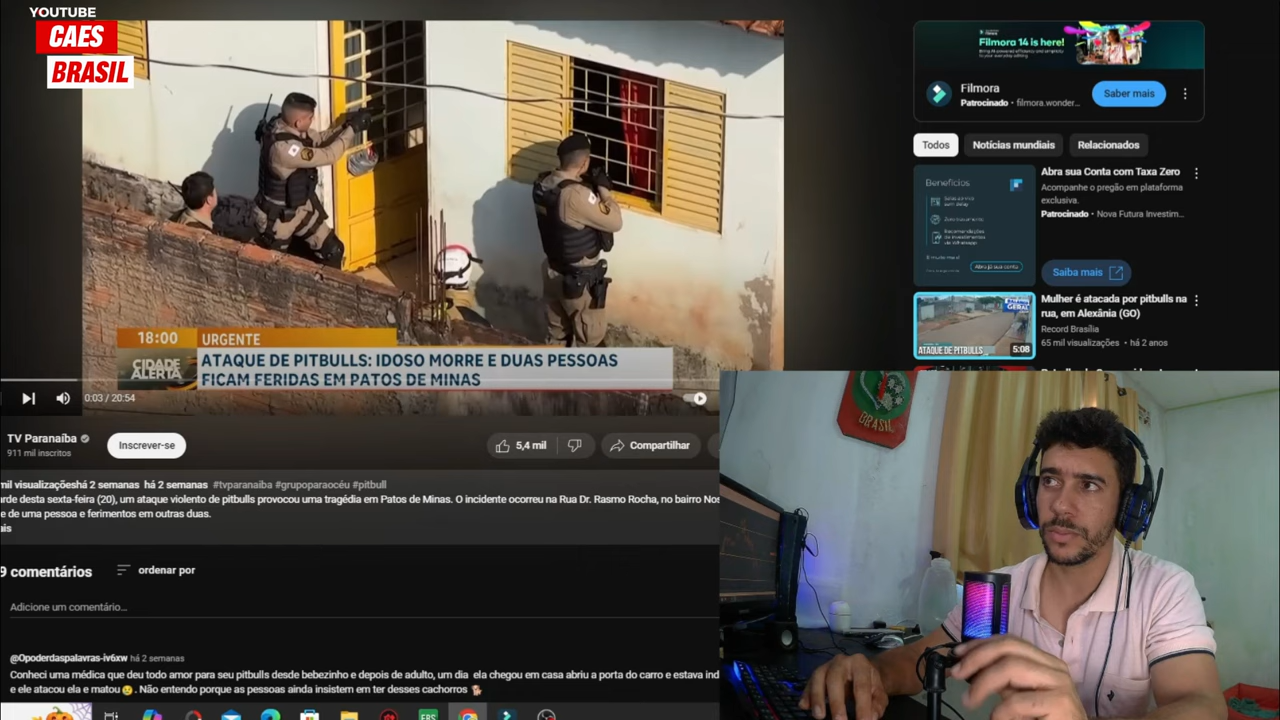 YOUTUBE
CAES
BRASIL
18:00 URGENTE
CIDADE
ALERTA
ATAQUE DE PITBULLS: IDOSO MORRE E DUAS PESSOAS
FICAM FERIDAS EM PATOS DE MINAS
0:03 / 20:54
TV Paranaíba
911 mil inscritos
Inscrever-se
5,4 mil
Compartilhar
mil visualizaçõeshá 2 semanas há 2 semanas #tvparanaiba #grupoparaocéu #pitbull
rde desta sexta-feira (20), um ataque violento de pitbulls provocou uma tragédia em Patos de Minas. O incidente ocorreu na Rua Dr. Rasmo Rocha, no bairro Nos
e de uma pessoa e ferimentos em outras duas.
ais
9 comentários
ordenar por
Adicione um comentário...
@Opoderdaspalavras-iv6xw há 2 semanas
Conheci uma médica que deu todo amor para seu pitbulls desde bebezinho e depois de adulto, um dia ela chegou em casa abriu a porta do carro e estava ind
e ele atacou ela e matou 😢. Não entendo porque as pessoas ainda insistem em ter desses cachorros 🐕
Filmora 14 is here!
Filmora
Patrocinado • filmora.wonder...
Saber mais
Todos
Notícias mundiais
Relacionados
Benefícios
Abra sua Conta com Taxa Zero
Acompanhe o pregão em plataforma
exclusiva.
Patrocinado • Nova Futura Investim...
Saiba mais
ATAQUE DE PITBULLS
5:08
Mulher é atacada por pitbulls na
rua, em Alexânia (GO)
Record Brasília
65 mil visualizações • há 2 anos
BRASIL